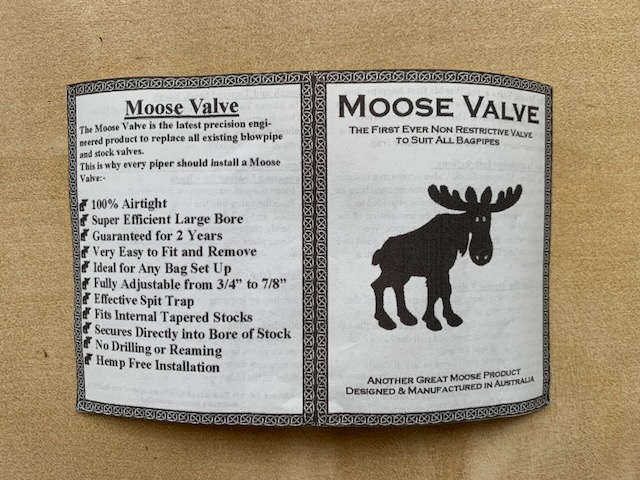 Moose Valve
The Moose Valve is the latest precision engi-
neered product to replace all existing blowpipe
and stock valves.
This is why every piper should install a Moose
Valve:-
100% Airtight
Super Efficient Large Bore
Guaranteed for 2 Years
Very Easy to Fit and Remove
Ideal for Any Bag Set Up
Fully Adjustable from 3/4” to 7/8”
Effective Spit Trap
Fits Internal Tapered Stocks
Secures Directly into Bore of Stock
No Drilling or Reaming
Hemp Free Installation
MOOSE VALVE
THE FIRST EVER NON RESTRICTIVE VALVE
TO SUIT ALL BAGPIPES
ANOTHER GREAT MOOSE PRODUCT
DESIGNED & MANUFACTURED IN AUSTRALIA